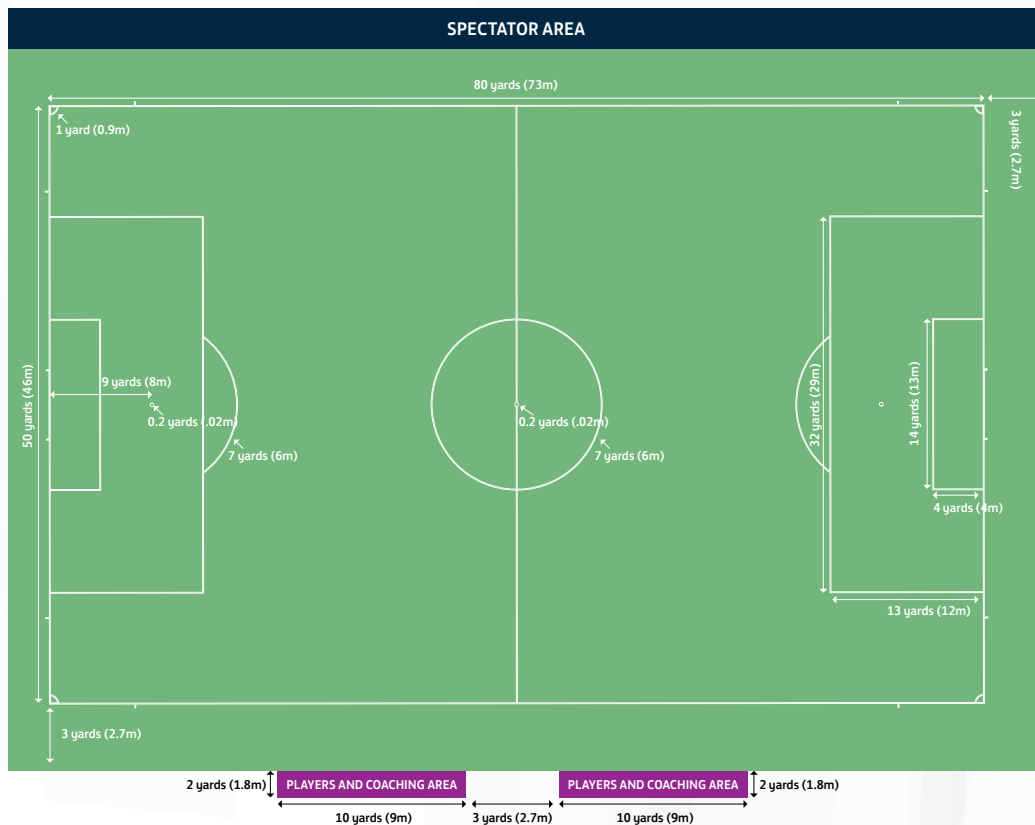 SPECTATOR AREA
80 yards (73m)
1 yard (0.9m)
3 yards (2.7m)
50 yards (46m)
9 yards (8m)
0.2 yards (.02m)
7 yards (6m)
0.2 yards (.02m)
7 yards (6m)
32 yards (29m)
14 yards (13m)
4 yards (4m)
13 yards (12m)
3 yards (2.7m)
2 yards (1.8m)
PLAYERS AND COACHING AREA
PLAYERS AND COACHING AREA
2 yards (1.8m)
10 yards (9m)
3 yards (2.7m)
10 yards (9m)